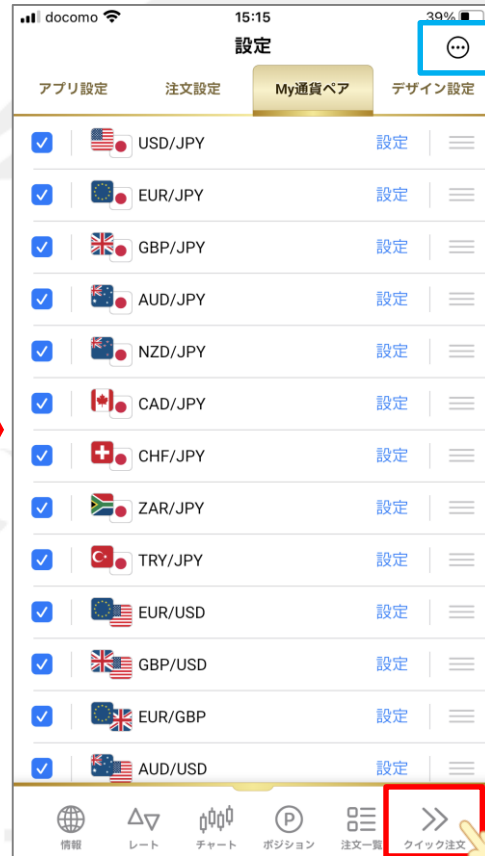 docomo 15:15 39%
設定
アプリ設定 注文設定 My通貨ペア デザイン設定
USD/JPY 設定
EUR/JPY 設定
GBP/JPY 設定
AUD/JPY 設定
NZD/JPY 設定
CAD/JPY 設定
CHF/JPY 設定
ZAR/JPY 設定
TRY/JPY 設定
EUR/USD 設定
GBP/USD 設定
EUR/GBP 設定
AUD/USD 設定
P
情報 レート チャート ポジション 注文一覧 クイック注文